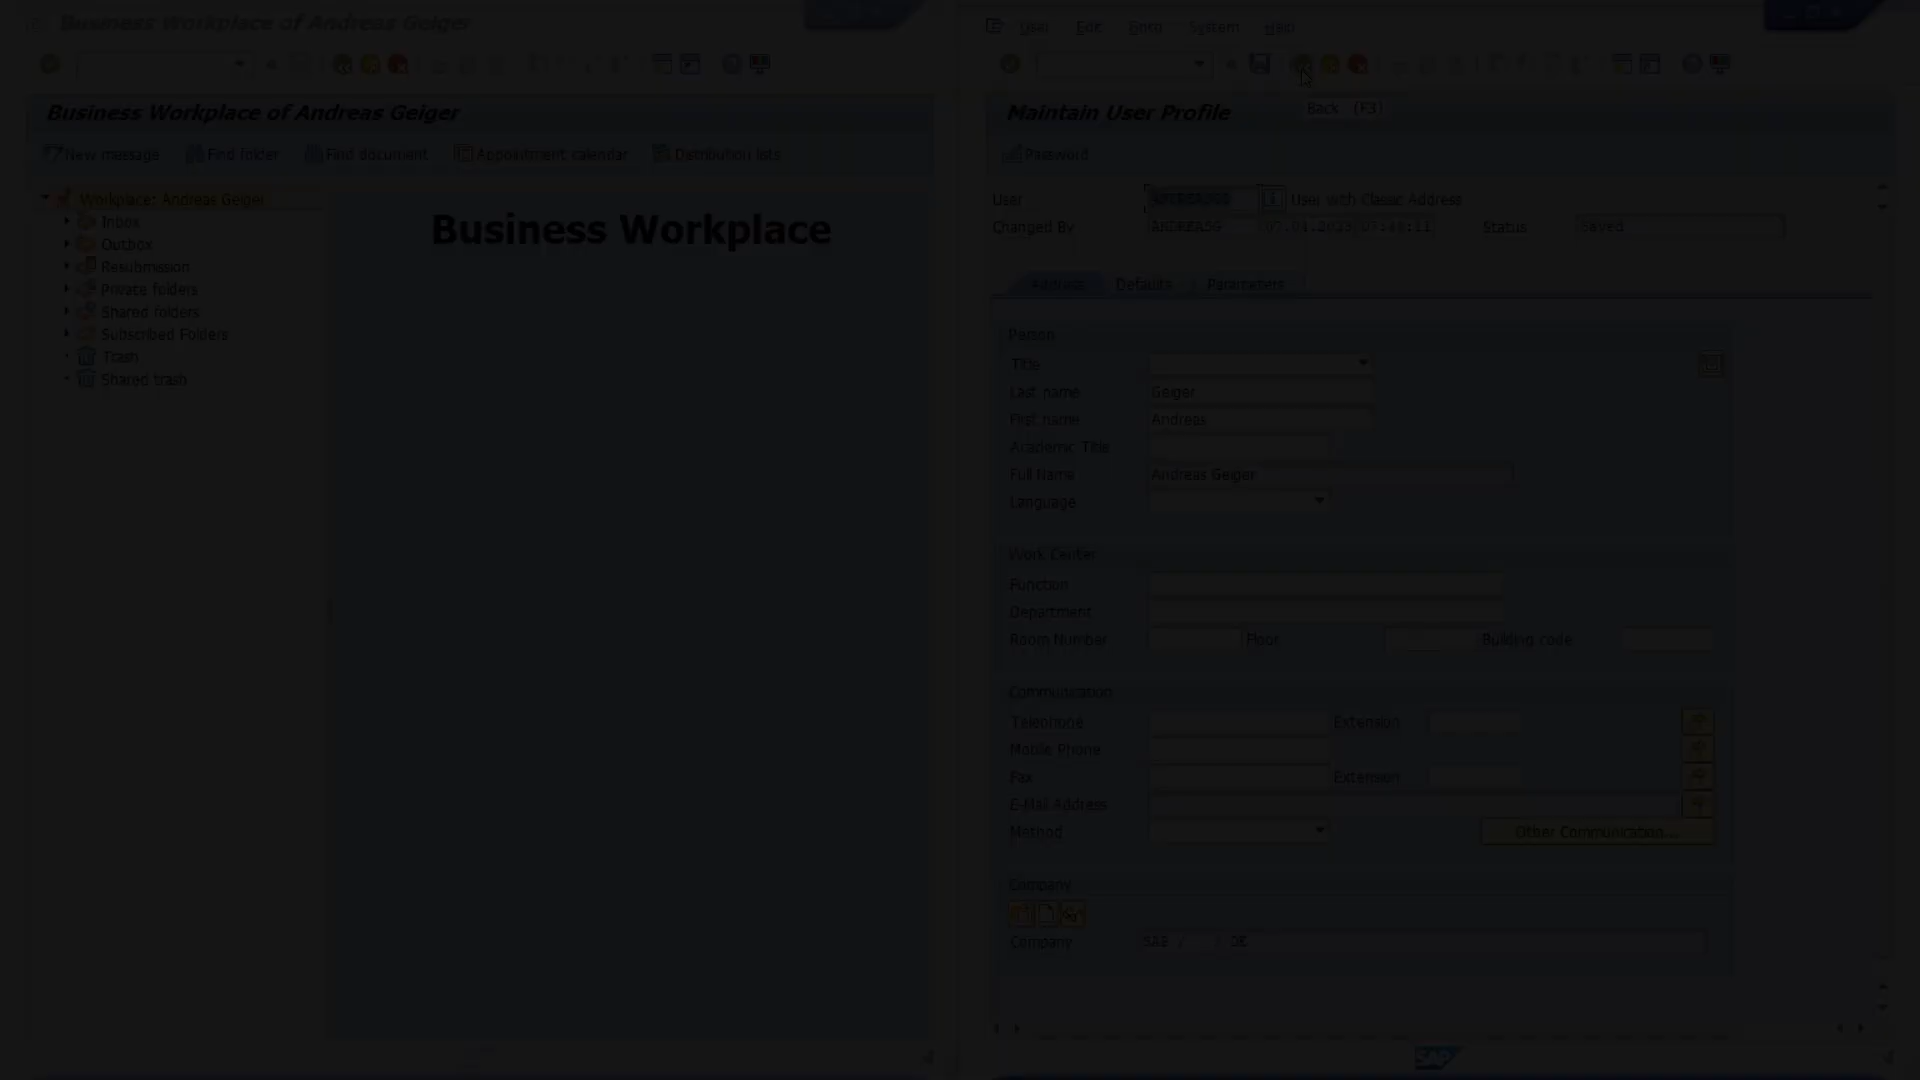 Business Workplace of Andreas Geiger
Business Workplace of Andreas Geiger
New message Find folder Find document Appointment calendar Distribution lists
Workplace: Andreas Geiger
Inbox
Outbox
Resubmission
Private folders
Shared folders
Subscribed Folders
Trash
Shared trash
Business Workplace
User Edit Goto System Help
Back (F3)
Maintain User Profile
Password
User User with Classic Address
Changed By ANDREASG Status Saved
Address Defaults Parameters
Person
Title
Last name Geiger
First name Andreas
Academic Title
Full Name Andreas Geiger
Language
Work Center
Function
Department
Room Number Floor Building code
Communication
Telephone Extension
Mobile Phone
Fax Extension
E-Mail Address
Method Other Communication...
Company
Company SAP / / DE
SAP